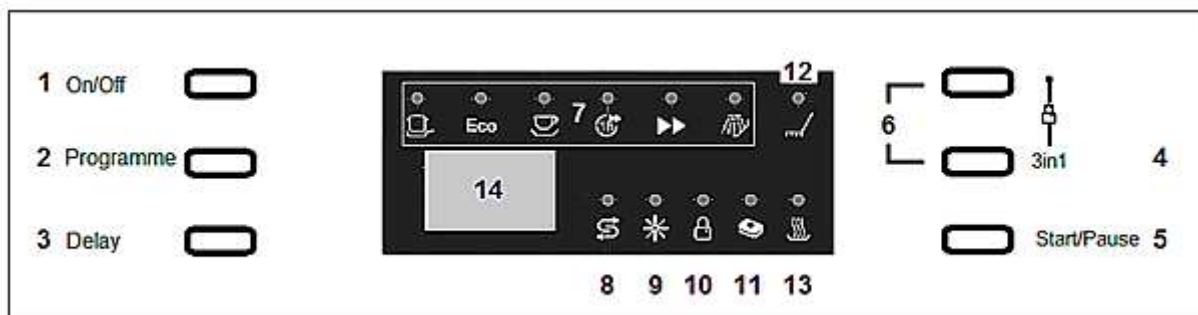 12
1 On/Off
Eco
7
6
2 Programme
3in1 4
14
3 Delay
Start/Pause 5
8 9 10 11 13